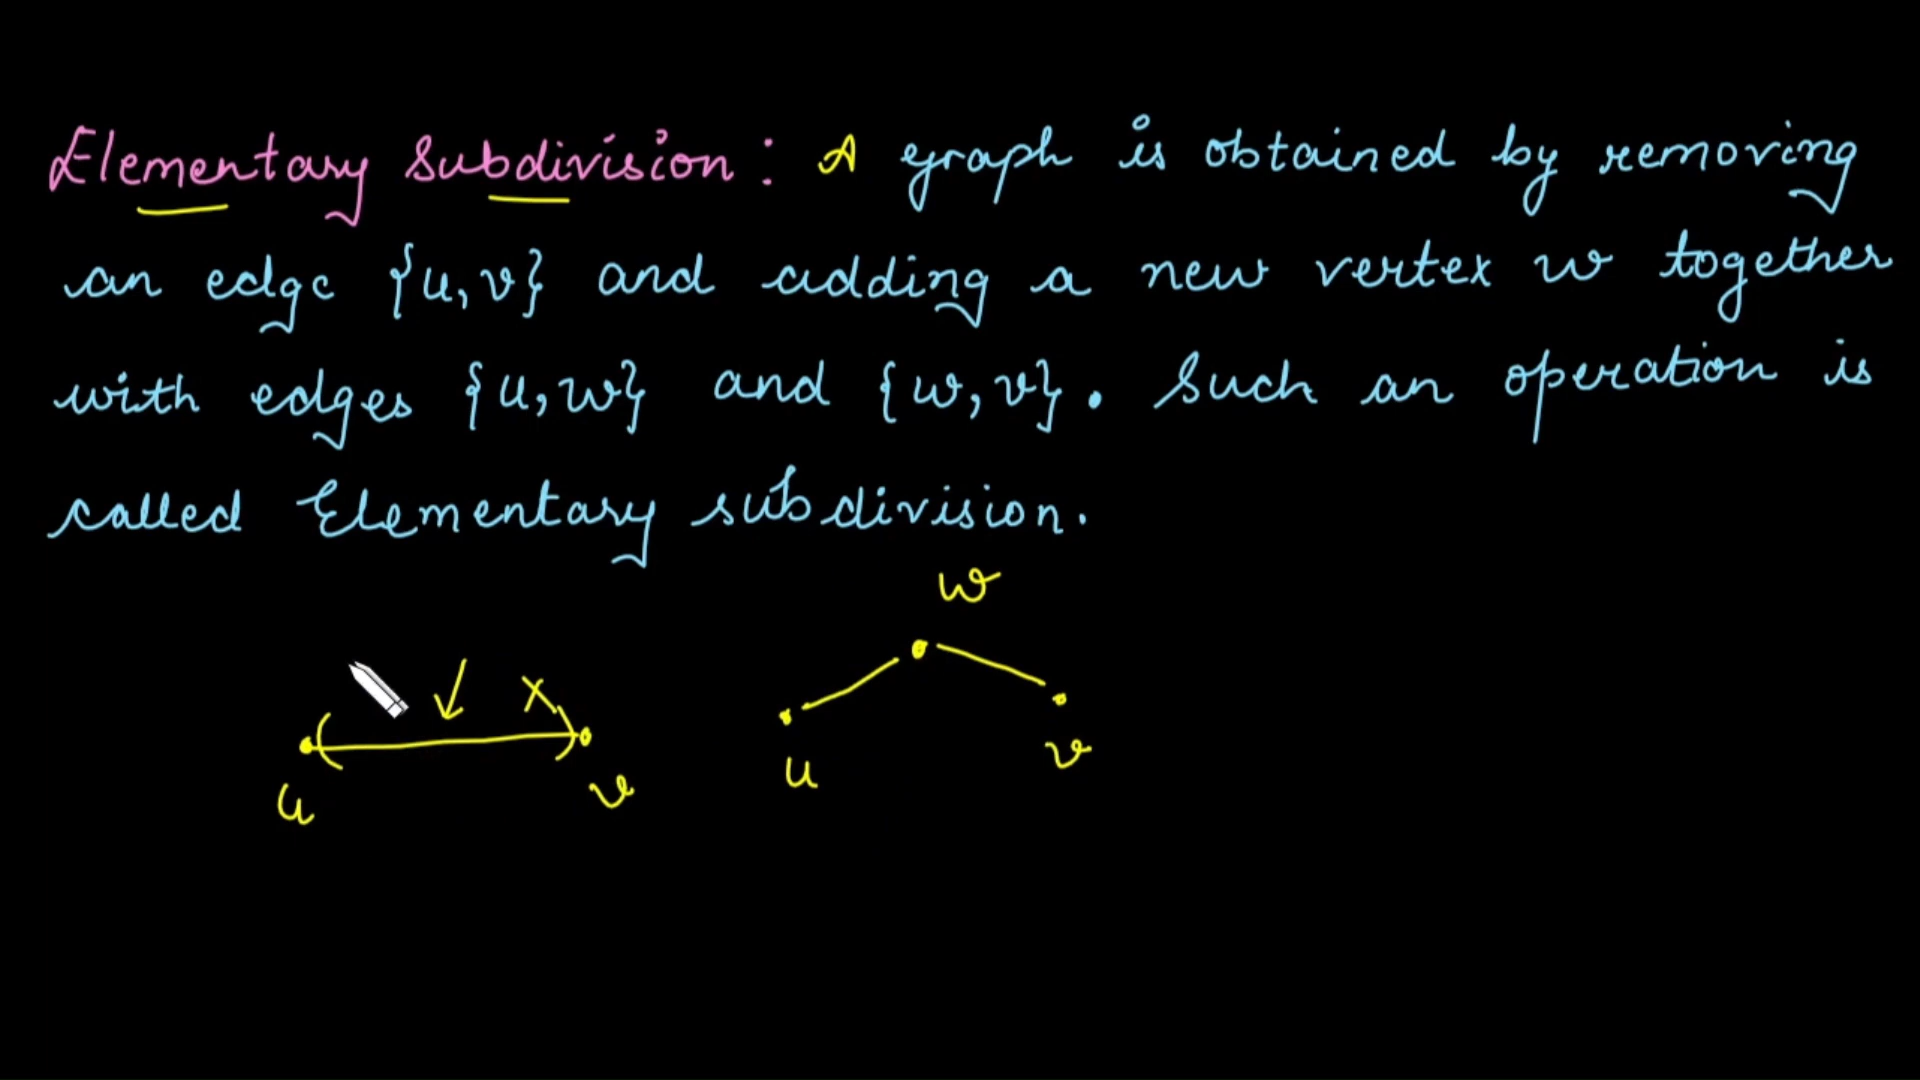 Elementary Subdivision: A graph is obtained by removing
an edge {u,v} and adding a new vertex w together
with edges {u,w} and {w,v}. Such an operation is
called Elementary subdivision.
w
x
u
v
u
v